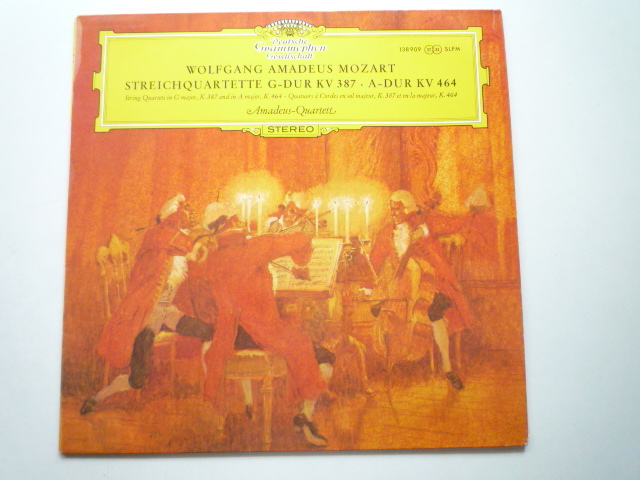 Deutsche
Grammophon
Gesellschaft
138909 SLPM
WOLFGANG AMADEUS MOZART
STREICHQUARTETTE G-DUR KV 387 · A-DUR KV 464
String Quartets in G major, K. 387 and in A major, K. 464 - Quatuors à Cordes en sol majeur, K. 387 et en la majeur, K. 464
Amadeus-Quartett
STEREO